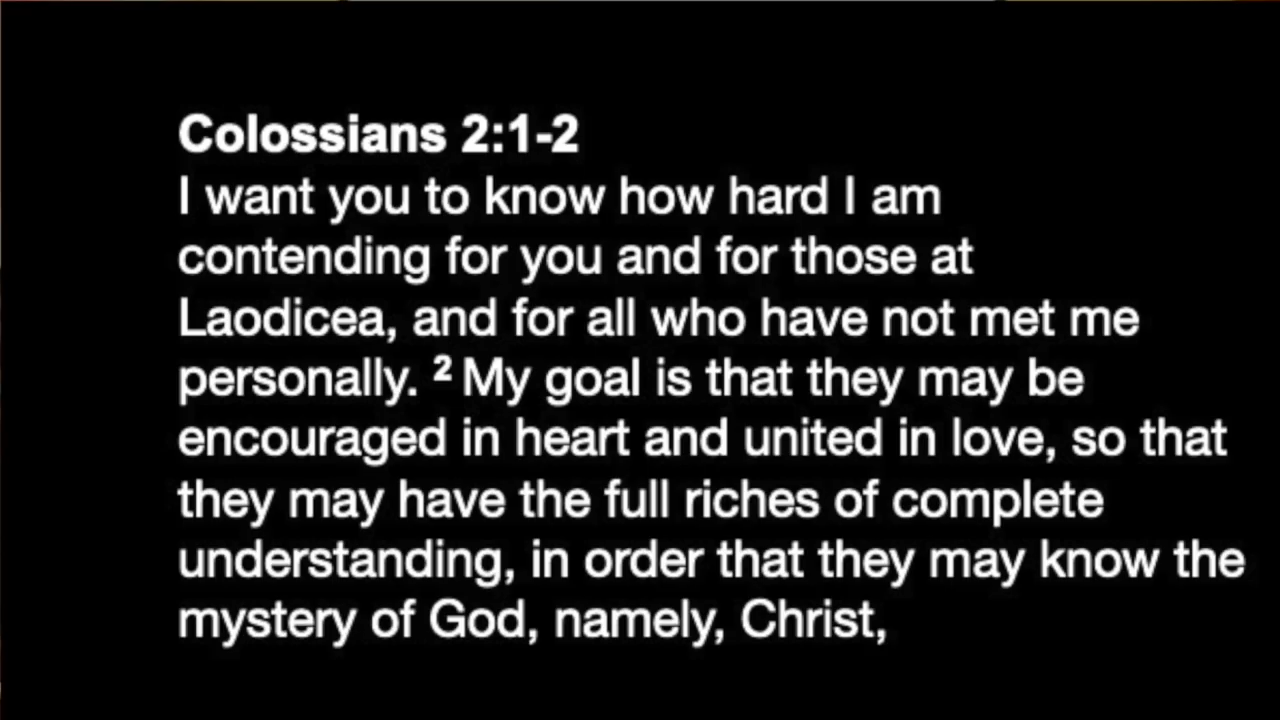 Colossians 2:1-2
I want you to know how hard I am
contending for you and for those at
Laodicea, and for all who have not met me
personally. ² My goal is that they may be
encouraged in heart and united in love, so that
they may have the full riches of complete
understanding, in order that they may know the
mystery of God, namely, Christ,